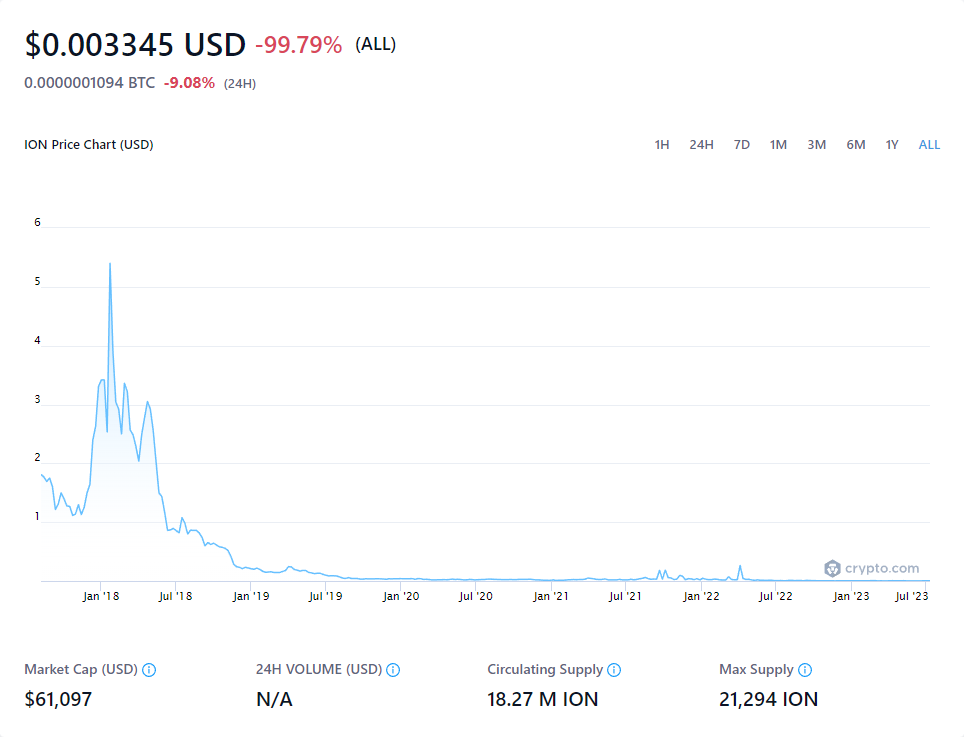 $0.003345 USD -99.79% (ALL)
0.0000001094 BTC -9.08% (24H)
ION Price Chart (USD) 1H 24H 7D 1M 3M 6M 1Y ALL
6
5
4
3
2
1
crypto.com
Jan '18 Jul '18 Jan '19 Jul '19 Jan '20 Jul '20 Jan '21 Jul '21 Jan '22 Jul '22 Jan '23 Jul '23
Market Cap (USD) 24H VOLUME (USD) Circulating Supply Max Supply
$61,097 N/A 18.27 M ION 21,294 ION